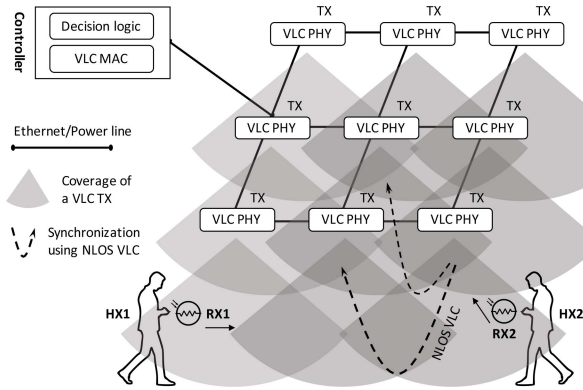 Controller
Decision logic
VLC MAC
TX
TX
TX
VLC PHY
VLC PHY
VLC PHY
TX
TX
TX
VLC PHY
VLC PHY
VLC PHY
TX
TX
TX
VLC PHY
VLC PHY
VLC PHY
Ethernet/Power line
Coverage of
a VLC TX
Synchronization
using NLOS VLC
HX1
RX1
NLOS VLC
RX2
HX2